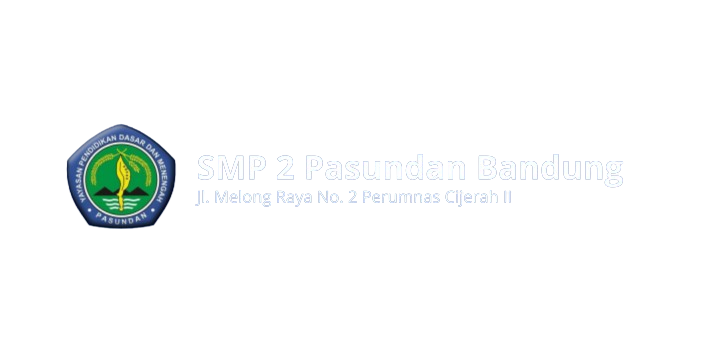 YAYASAN PENDIDIKAN DASAR DAN MENENGAH
PASUNDAN
SMP 2 Pasundan Bandung
Jl. Melong Raya No. 2 Perumnas Cijerah II